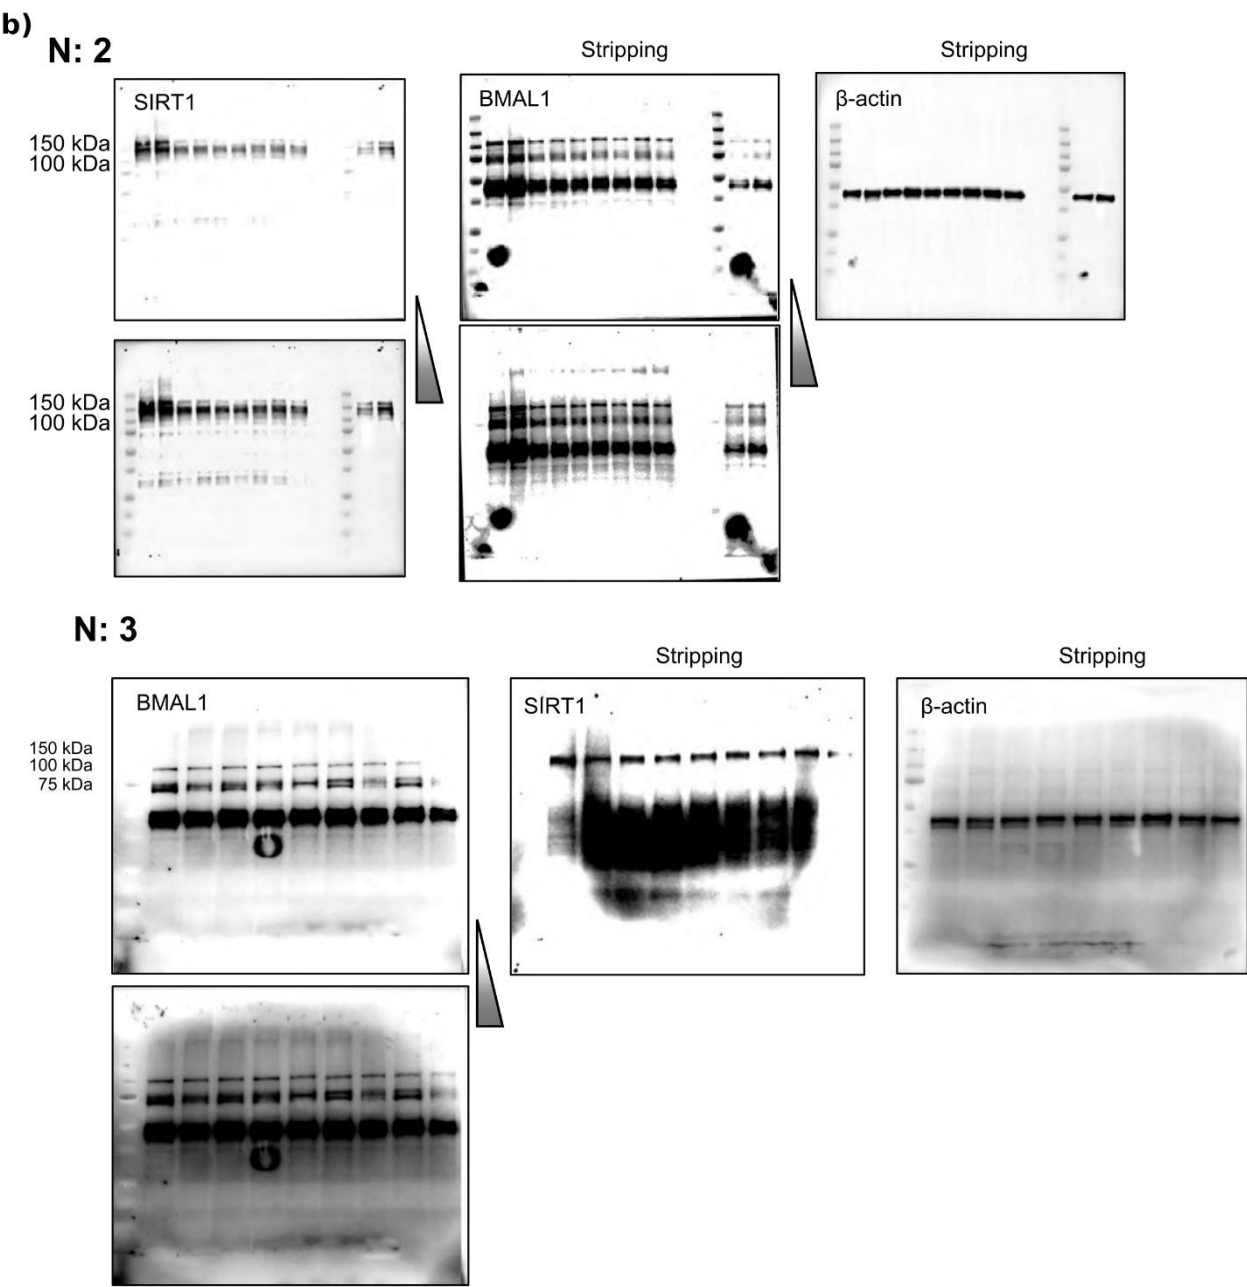 b)
N: 2
Stripping
Stripping
SIRT1
BMAL1
β-actin
150 kDa
100 kDa
150 kDa
100 kDa
N: 3
Stripping
Stripping
BMAL1
SIRT1
β-actin
150 kDa
100 kDa
75 kDa